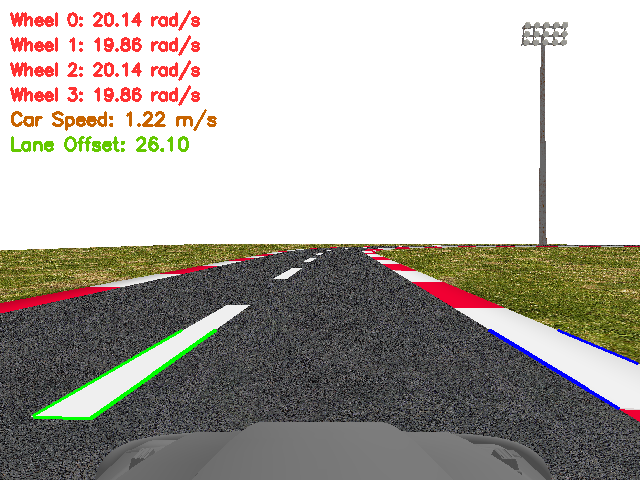 Wheel 0: 20.14 rad/s
Wheel 1: 19.86 rad/s
Wheel 2: 20.14 rad/s
Wheel 3: 19.86 rad/s
Car Speed: 1.22 m/s
Lane Offset: 26.10